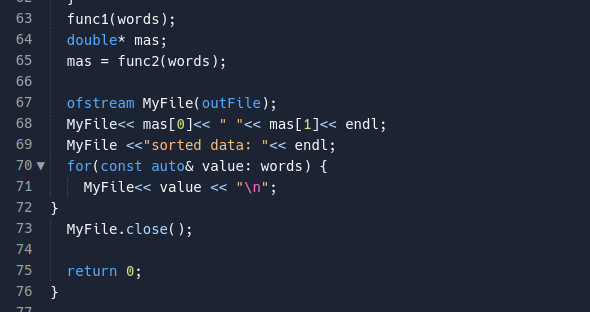 62 }
63 func1(words);
64 double* mas;
65 mas = func2(words);
66
67 ofstream MyFile(outFile);
68 MyFile<< mas[0]<< " "<< mas[1]<< endl;
69 MyFile <<"sorted data: "<< endl;
70 for(const auto& value: words) {
71 MyFile<< value << "\n";
72 }
73 MyFile.close();
74
75 return 0;
76 }
77